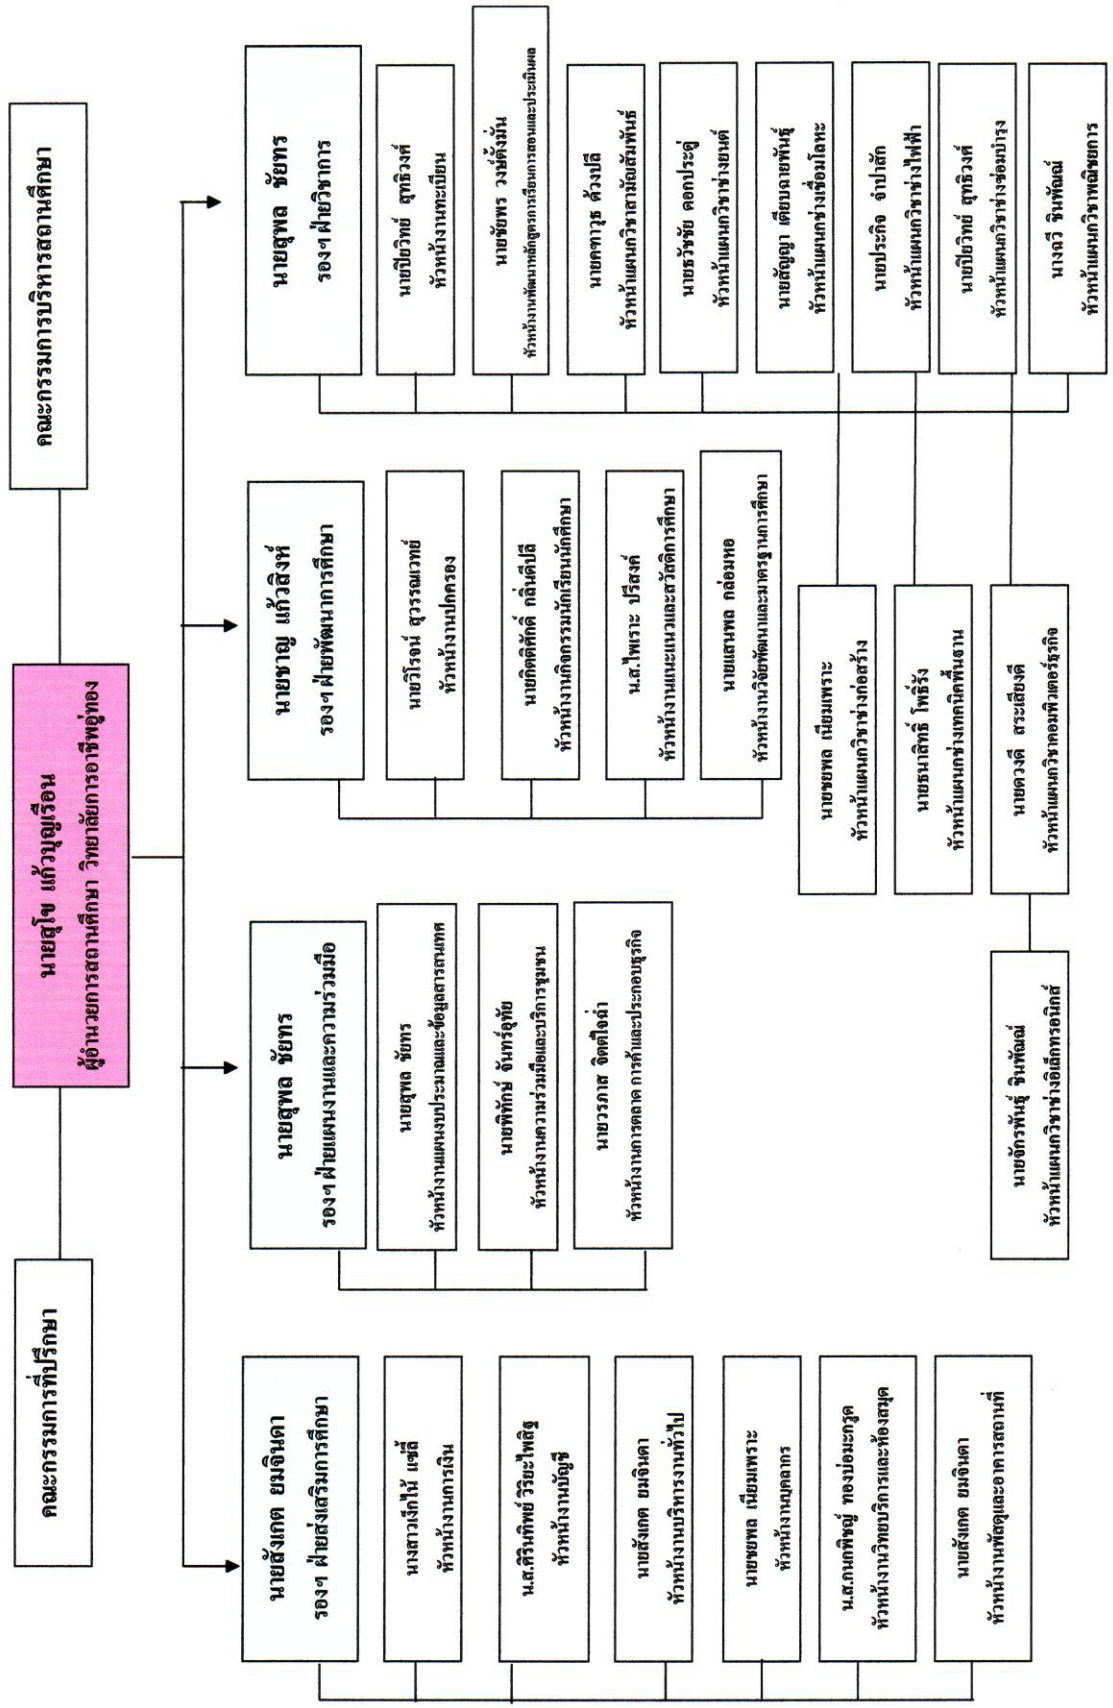 คณะกรรมการที่ปรึกษา
นายสุโข แก้วบุญเรือน
ผู้อำนวยการสถานศึกษา วิทยาลัยการอาชีพอู่ทอง
คณะกรรมการบริหารสถานศึกษา
นายสังเกต ยมจินดา
รองฯ ฝ่ายส่งเสริมการศึกษา
นางสาวเง็กไน้ แซ่ลี้
หัวหน้างานการเงิน
น.ส.ศิรินทิพย์ วิริยะไพสิฐ
หัวหน้างานบัญชี
นายสังเกต ยมจินดา
หัวหน้างานบริหารงานทั่วไป
นายชยพล เนียมเพราะ
หัวหน้างานบุคลากร
น.ส.กนกพิชญ์ ทองบ่อมะกรูด
หัวหน้างานวิทยบริการและห้องสมุด
นายสังเกต ยมจินดา
หัวหน้างานพัสดุและอาคารสถานที่
นายสุพล ชัยทร
รองฯ ฝ่ายแผนงานและความร่วมมือ
นายสุพล ชัยทร
หัวหน้างานแผนงบประมาณและข้อมูลสารสนเทศ
นายพิทักษ์ จันทร์อุทัย
หัวหน้างานความร่วมมือและบริการชุมชน
นายวรภาส จิตต์ใจฉ่ำ
หัวหน้างานการตลาด การค้าและประกอบธุรกิจ
นายชาญ แก้วสิงห์
รองฯ ฝ่ายพัฒนาการศึกษา
นายวิโรจน์ สุวรรณเวทย์
หัวหน้างานปกครอง
นายกิตติศักดิ์ กลิ่นดีปลี
หัวหน้างานกิจกรรมนักเรียนนักศึกษา
น.ส.ไพเราะ ปรีสงค์
หัวหน้างานแนะแนวและสวัสดิการศึกษา
นายแสนพล กล่อมหอ
หัวหน้างานวิจัยพัฒนาและมาตรฐานการศึกษา
นายสุพล ชัยทร
รองฯ ฝ่ายวิชาการ
นายปิยวิทย์ สุทธิวงศ์
หัวหน้างานทะเบียน
นายชัยพร วงษ์ตั้งมั่น
หัวหน้างานพัฒนาหลักสูตรการเรียนการสอนและประเมินผล
นายคฑาวุธ ด้วงปลี
หัวหน้าแผนกวิชาสามัญสัมพันธ์
นายธวัชชัย ดอกประดู่
หัวหน้าแผนกวิชาช่างยนต์
นายสัญญา เตียบฉายพันธุ์
หัวหน้าแผนกช่างเชื่อมโลหะ
นายประกิจ จำปาสัก
หัวหน้าแผนกวิชาช่างไฟฟ้า
นายปิยวิทย์ สุทธิวงศ์
หัวหน้าแผนกวิชาช่างซ่อมบำรุง
นางฉวี ชินพัณณ์
หัวหน้าแผนกวิชาพณิชยการ
นายชยพล เนียมเพราะ
หัวหน้าแผนกวิชาช่างก่อสร้าง
นายธนาสิทธิ์ โพธิ์รัง
หัวหน้าแผนกช่างเทคนิคพื้นฐาน
นายดวงดี สระเสียงดี
หัวหน้าแผนกวิชาคอมพิวเตอร์ธุรกิจ
นายจักรพันธุ์ ชินพัณณ์
หัวหน้าแผนกวิชาช่างอิเล็กทรอนิกส์